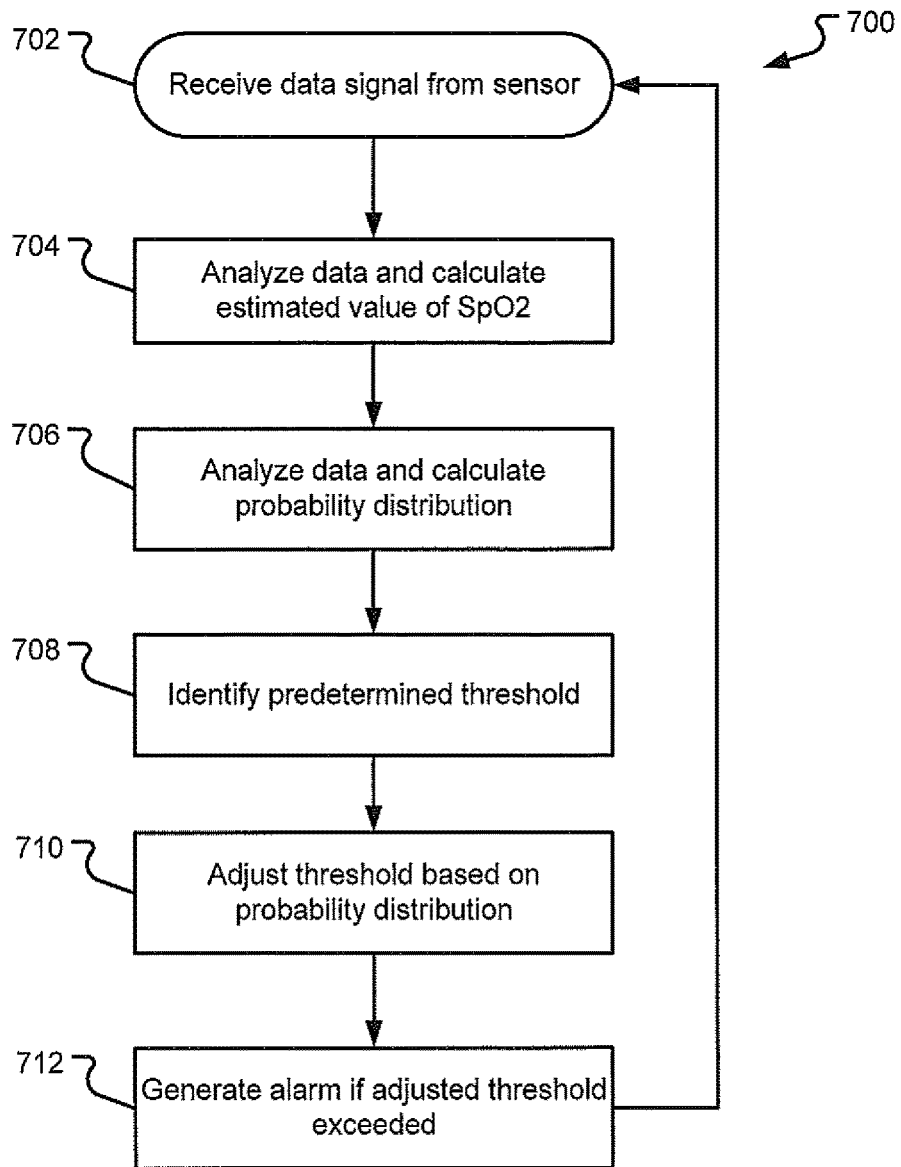 700
702
Receive data signal from sensor
704
Analyze data and calculate
estimated value of SpO2
706
Analyze data and calculate
probability distribution
708
Identify predetermined threshold
710
Adjust threshold based on
probability distribution
712
Generate alarm if adjusted threshold
exceeded